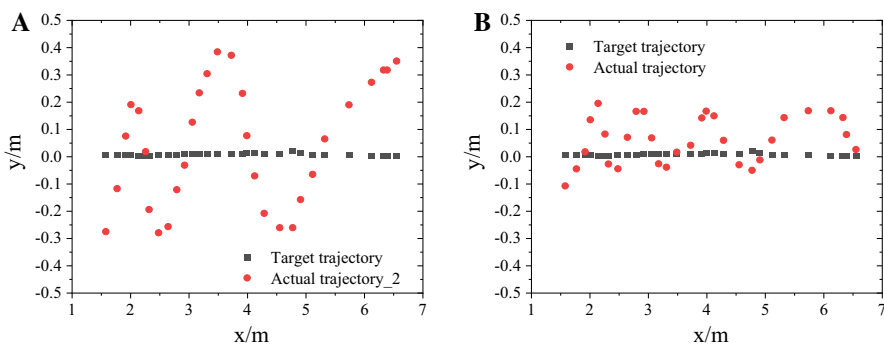 A
0.5
0.4
0.3
0.2
0.1
0.0
-0.1
-0.2
-0.3
-0.4
-0.5
y/m
Target trajectory
Actual trajectory_2
1 2 3 4 5 6 7
x/m
B
0.5
0.4
0.3
0.2
0.1
0.0
-0.1
-0.2
-0.3
-0.4
-0.5
y/m
Target trajectory
Actual trajectory
1 2 3 4 5 6 7
x/m